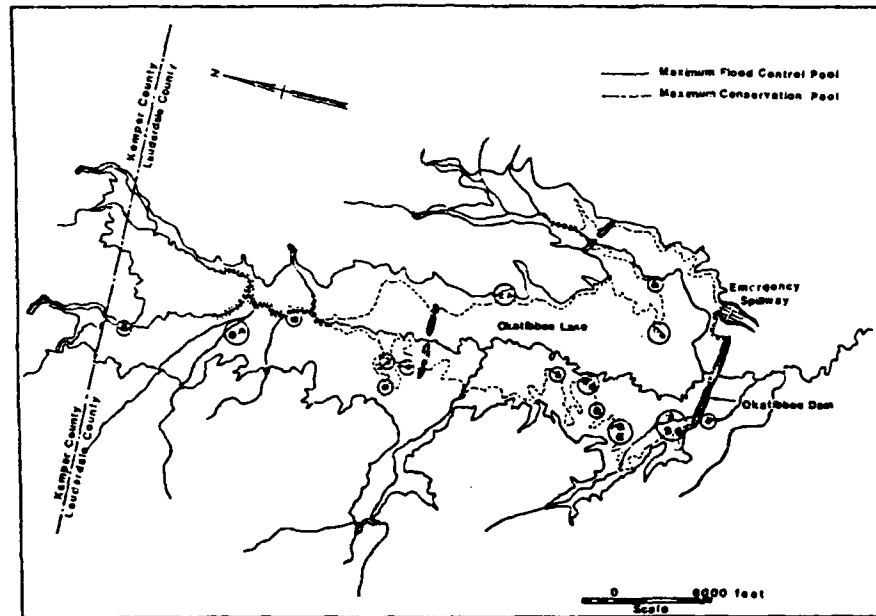 Maximum Flood Control Pool
Maximum Conservation Pool
N
Kemper County
Lauderdale County
Emergency
Spillway
Okatibbee Lake
Okatibbee Dam
Kemper County
Lauderdale County
0 6000 feet
Scale